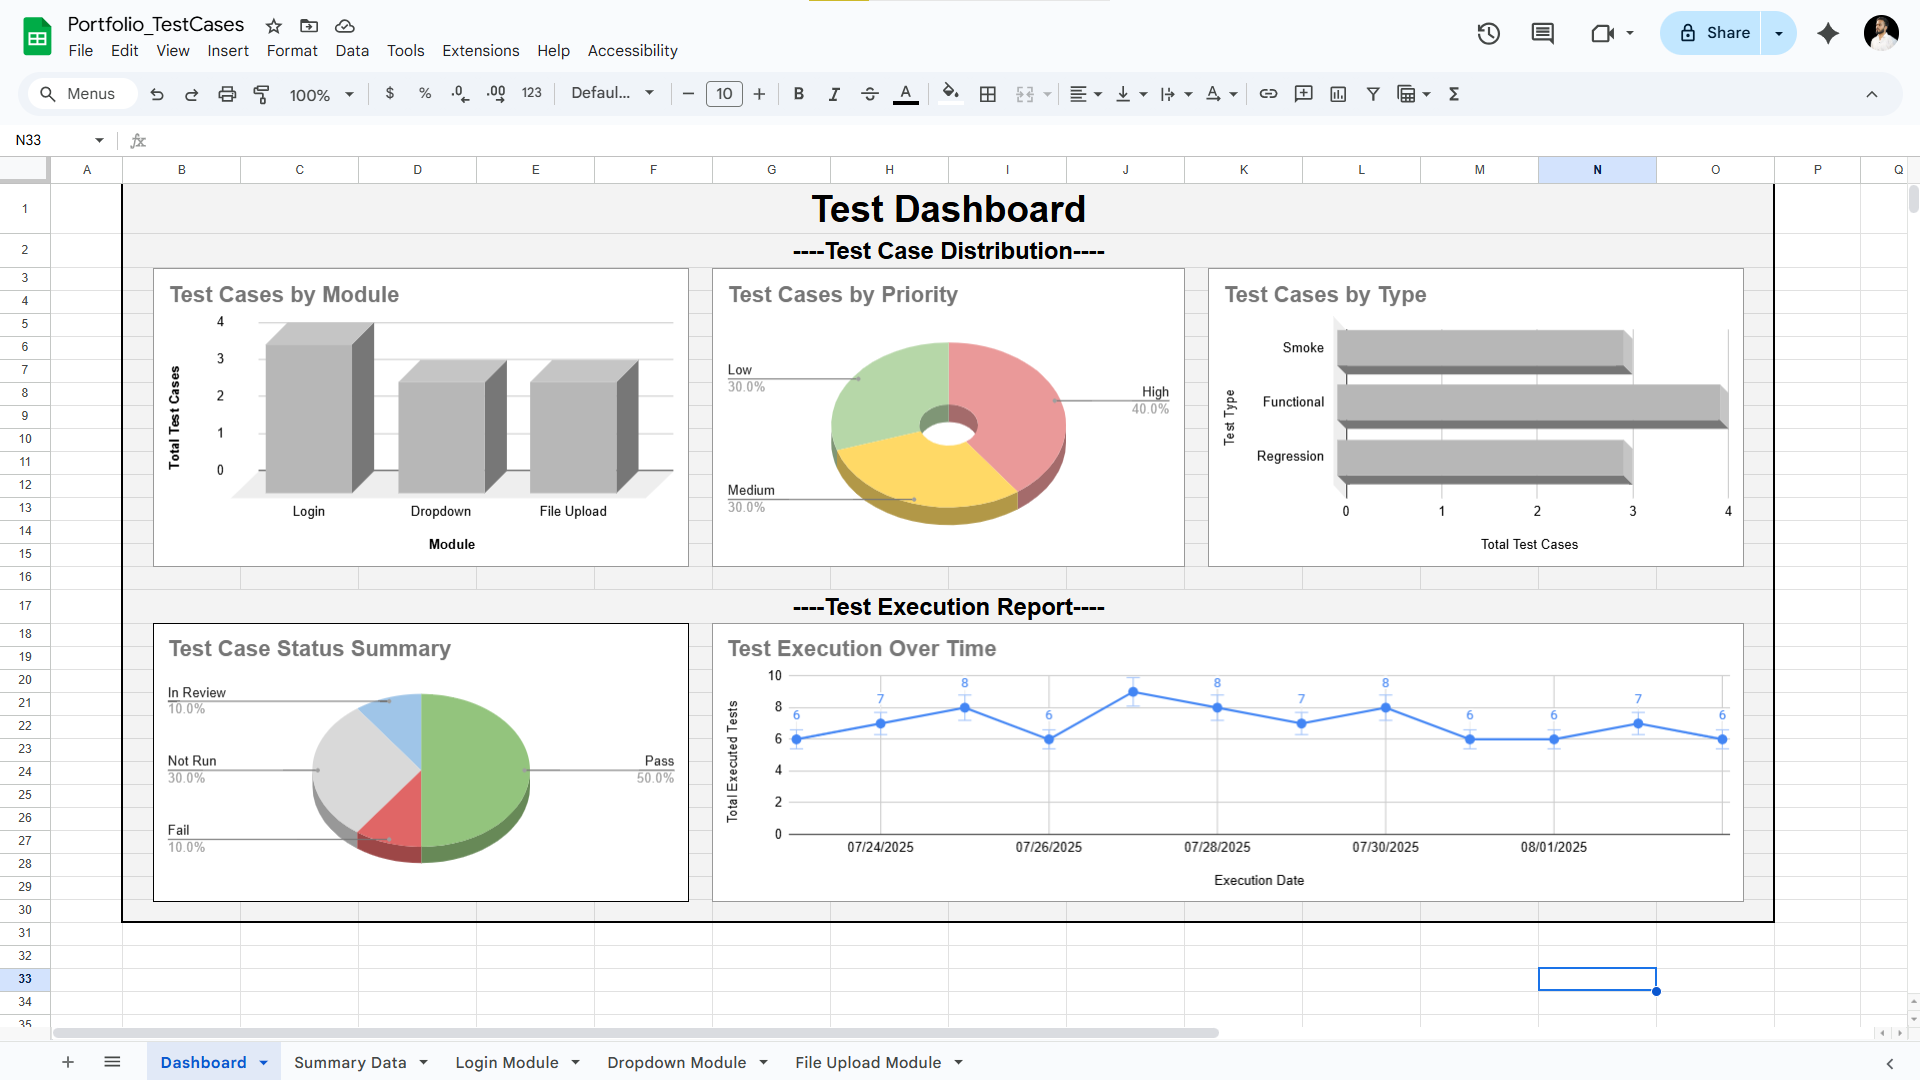 Portfolio_TestCases
File Edit View Insert Format Data Tools Extensions Help Accessibility
Share
Menus 100% $ % .0 .00 123 Defaul... 10 B I A Σ
N33 fx
A B C D E F G H I J K L M N O P Q
1
Test Dashboard
2
----Test Case Distribution----
3
4
5
6
7
8
9
10
11
12
13
14
15
16
17
18
19
20
21
22
23
24
25
26
27
28
29
30
31
32
33
34
35
Test Cases by Module
Total Test Cases
4
3
2
1
0
Login Dropdown File Upload
Module
Test Cases by Priority
Low
30.0%
High
40.0%
Medium
30.0%
Test Cases by Type
Test Type
Smoke
Functional
Regression
0 1 2 3 4
Total Test Cases
----Test Execution Report----
Test Case Status Summary
In Review
10.0%
Not Run
30.0%
Pass
50.0%
Fail
10.0%
Test Execution Over Time
Total Executed Tests
10
8
6
4
2
0
6 7 8 6 8 7 8 6 6 7 6
07/24/2025 07/26/2025 07/28/2025 07/30/2025 08/01/2025
Execution Date
Dashboard Summary Data Login Module Dropdown Module File Upload Module